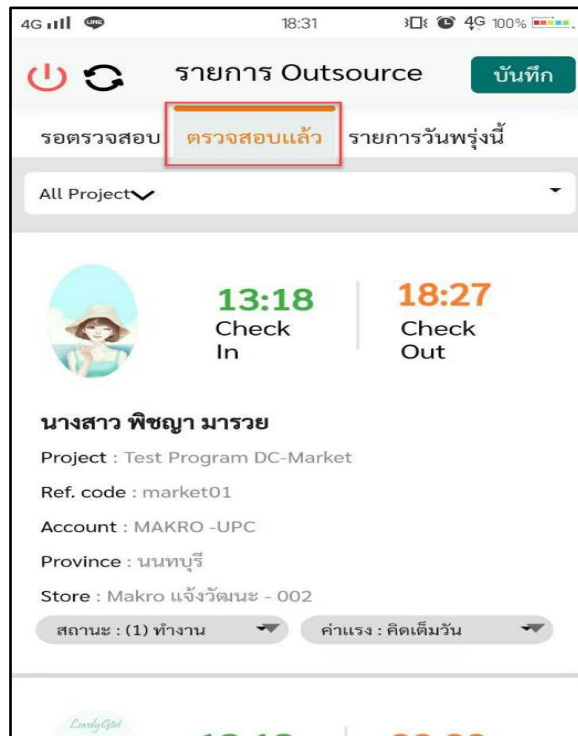 4G LINE 18:31 4G 100%
รายการ Outsource บันทึก
รอตรวจสอบ ตรวจสอบแล้ว รายการวันพรุ่งนี้
All Project
13:18 18:27
Check Check
In Out
นางสาว พิชญา มารวย
Project : Test Program DC-Market
Ref. code : market01
Account : MAKRO -UPC
Province : นนทบุรี
Store : Makro แจ้งวัฒนะ - 002
สถานะ : (1) ทำงาน ค่าแรง : คิดเต็มวัน
Lovely Girl